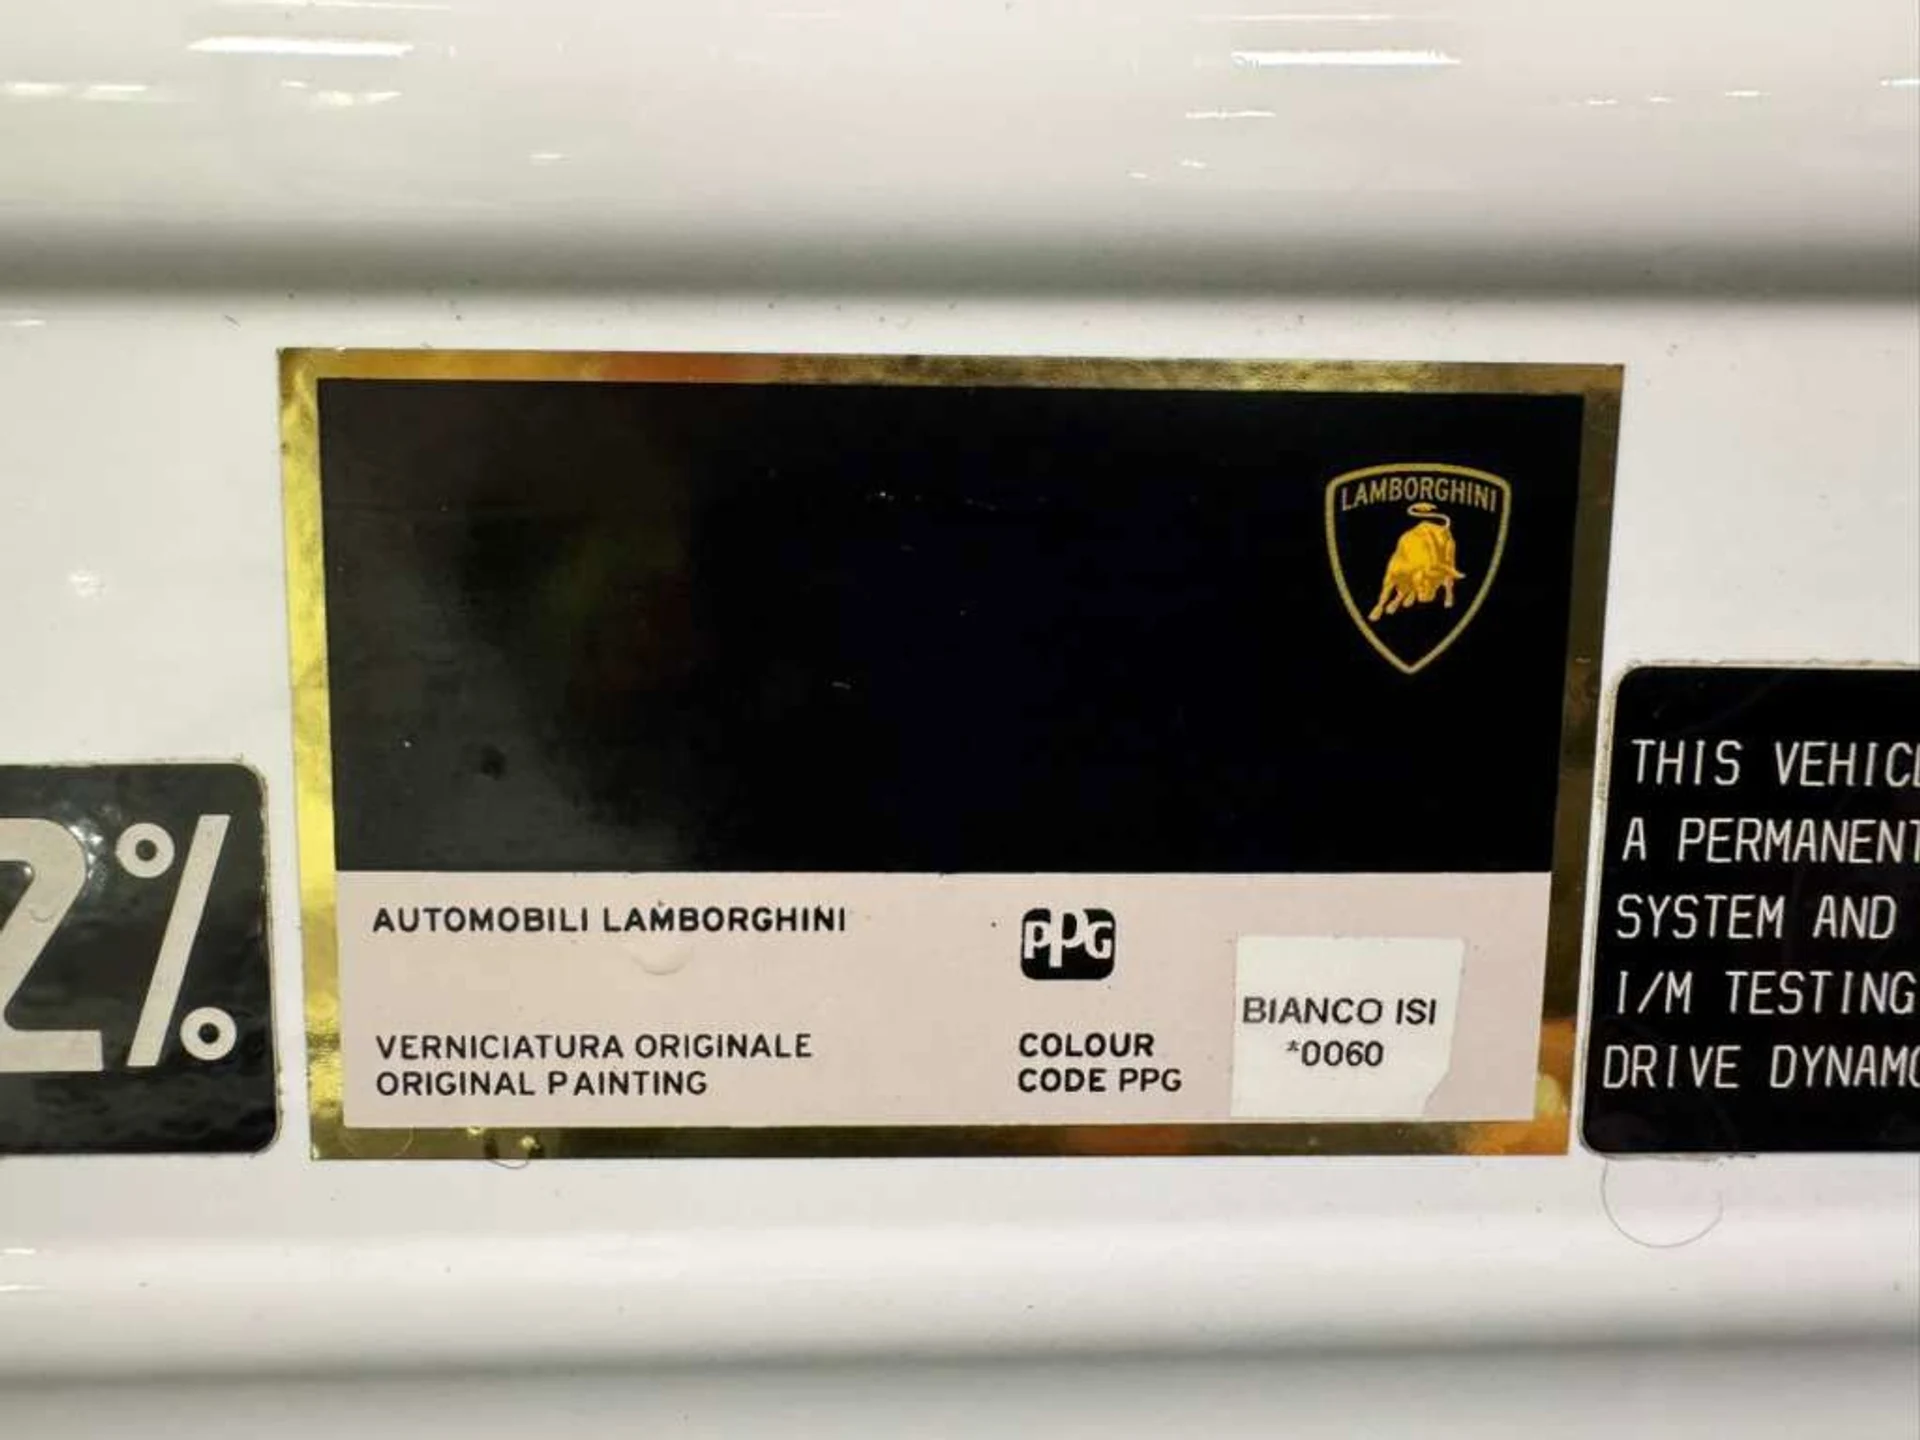 LAMBORGHINI
AUTOMOBILI LAMBORGHINI
PPG
VERNICIATURA ORIGINALE
ORIGINAL PAINTING
COLOUR
CODE PPG
BIANCO ISI
*0060
2%
THIS VEHICL
A PERMANENT
SYSTEM AND
I/M TESTING
DRIVE DYNAMO